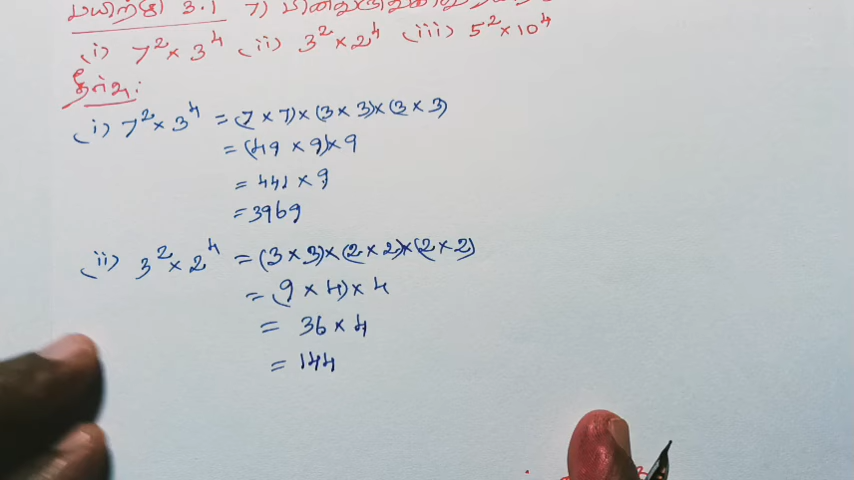 பயிற்சி 3.1 7)
(i) 7² × 3⁴ (ii) 3² × 2⁴ (iii) 5² × 10⁴
தீர்வு:
(i) 7² × 3⁴ = (7 × 7) × (3 × 3) × (3 × 3)
= (49 × 9) × 9
= 441 × 9
= 3969
(ii) 3² × 2⁴ = (3 × 3) × (2 × 2) × (2 × 2)
= (9 × 4) × 4
= 36 × 4
= 144